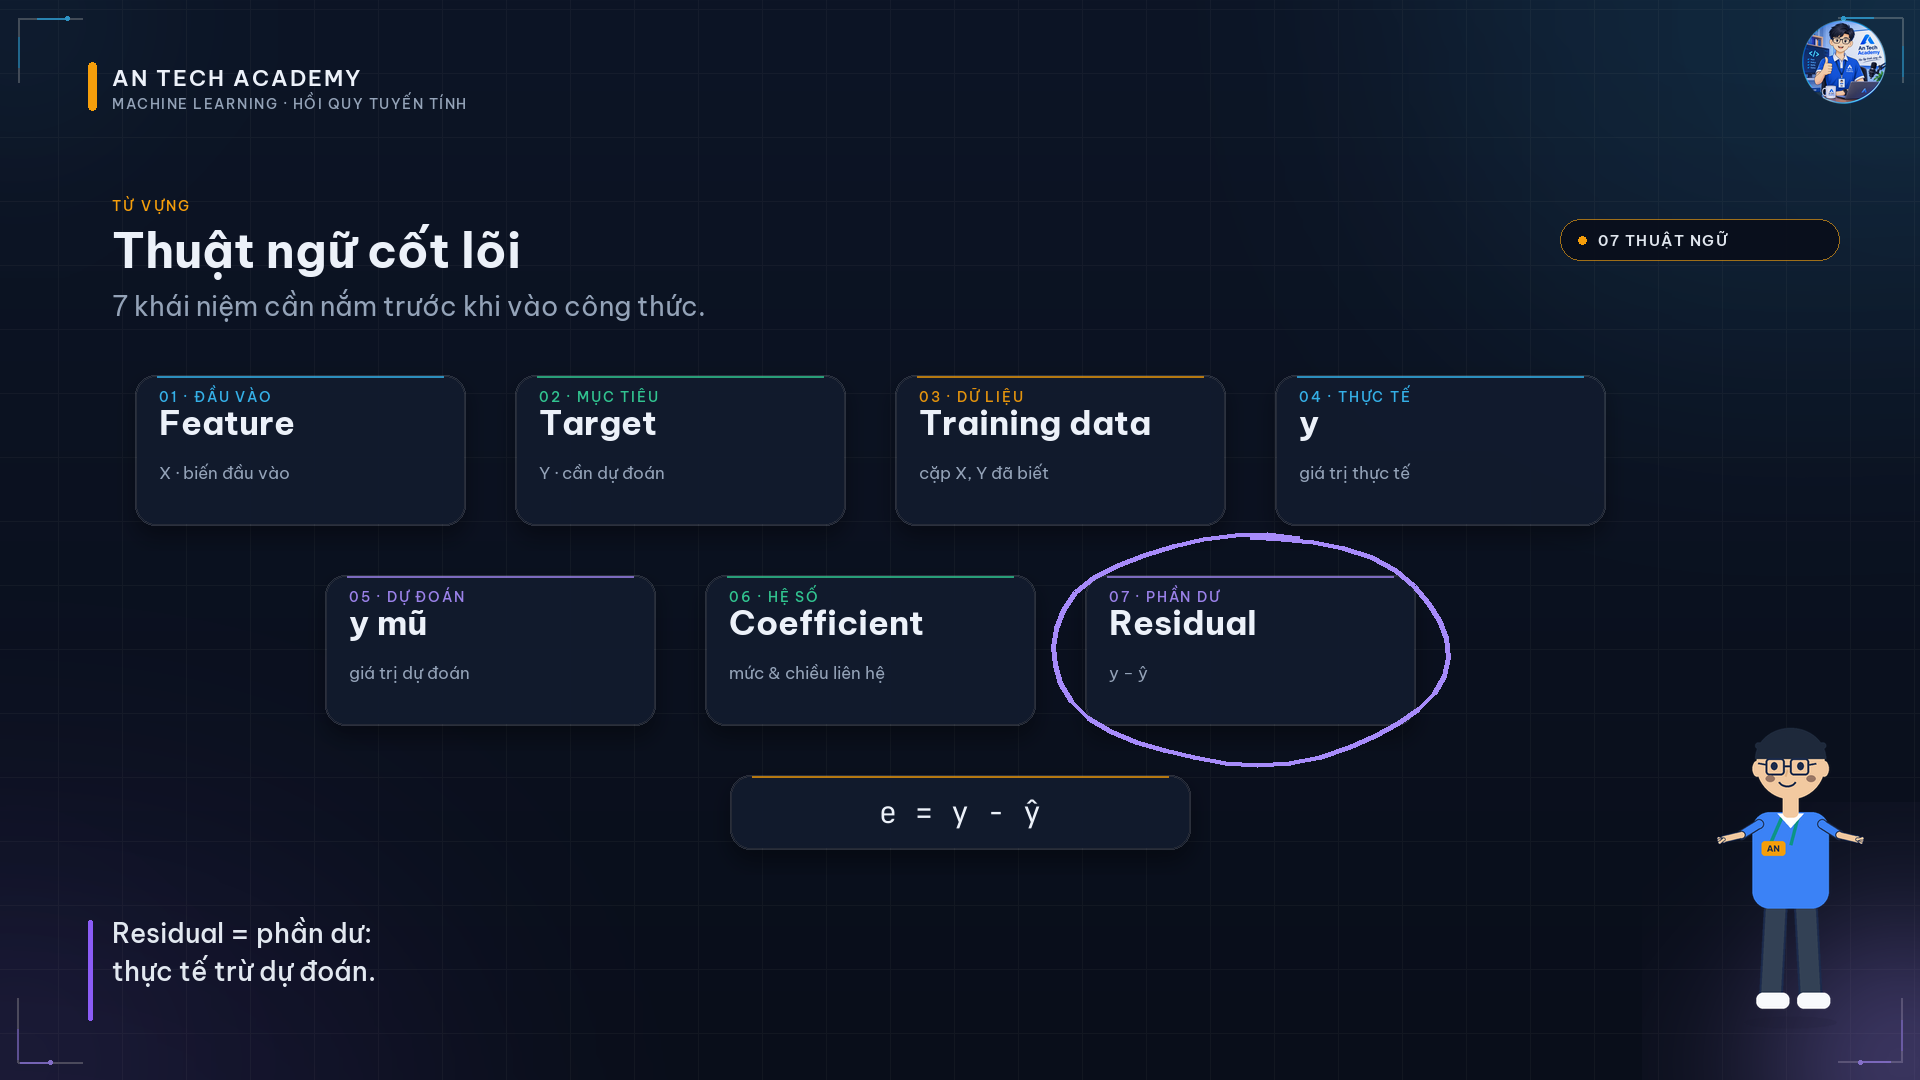 AN TECH ACADEMY
MACHINE LEARNING · HỒI QUY TUYẾN TÍNH
An Tech
Academy
TỪ VỰNG
Thuật ngữ cốt lõi
7 khái niệm cần nắm trước khi vào công thức.
07 THUẬT NGỮ
01 · ĐẦU VÀO
Feature
X · biến đầu vào
02 · MỤC TIÊU
Target
Y · cần dự đoán
03 · DỮ LIỆU
Training data
cặp X, Y đã biết
04 · THỰC TẾ
y
giá trị thực tế
05 · DỰ ĐOÁN
y mũ
giá trị dự đoán
06 · HỆ SỐ
Coefficient
mức & chiều liên hệ
07 · PHẦN DƯ
Residual
y − ŷ
e = y - ŷ
AN
Residual = phần dư:
thực tế trừ dự đoán.